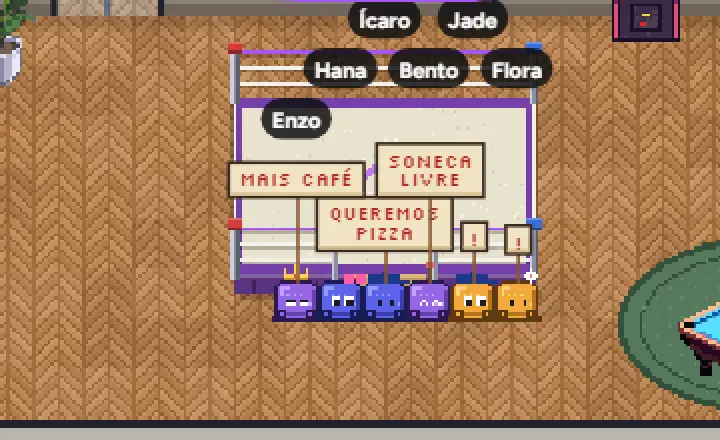 Ícaro
Jade
Hana
Bento
Flora
Enzo
MAIS CAFÉ
SONECA
LIVRE
QUEREMOS
PIZZA
!
!